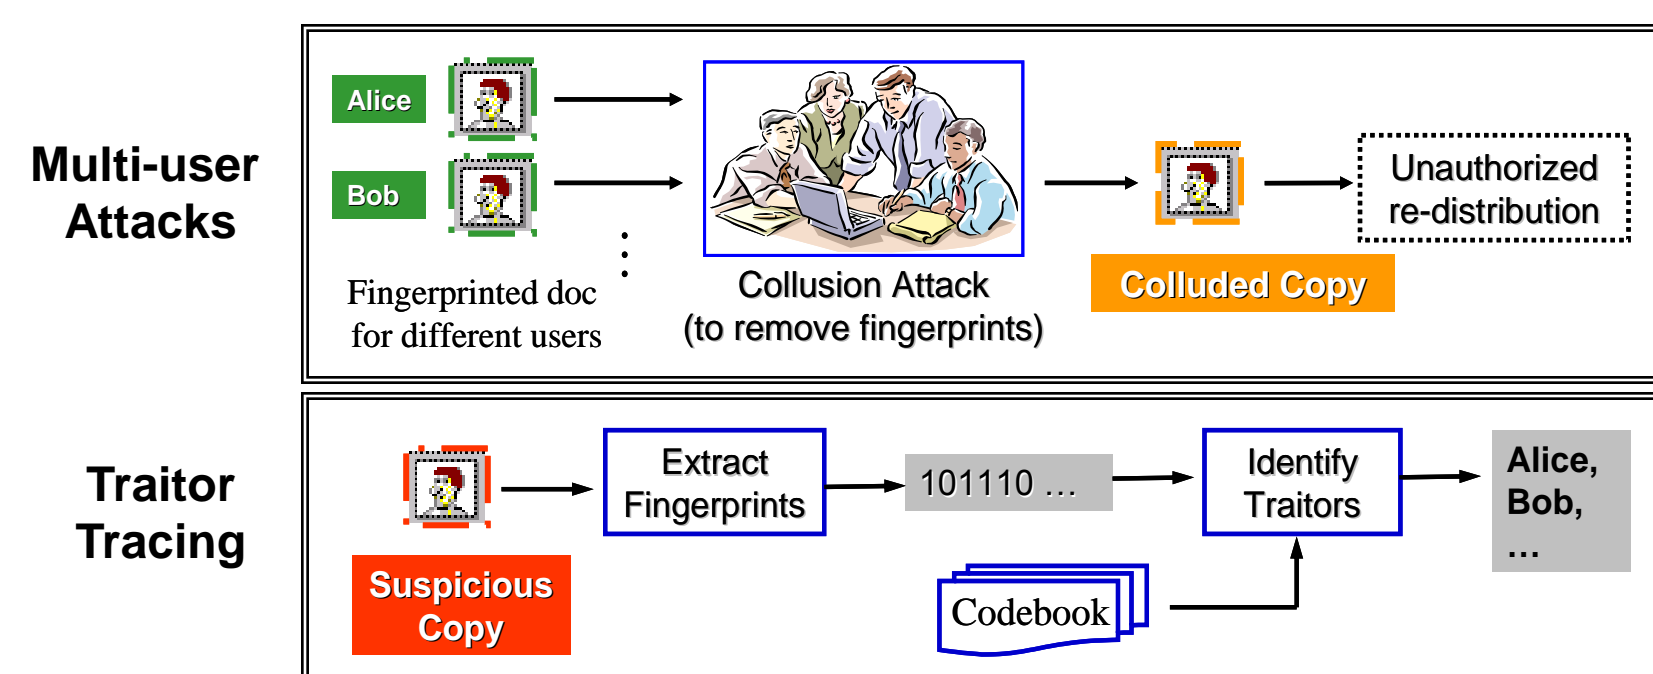 Multi-user
Attacks
Alice
Bob
Fingerprinted doc
for different users
Collusion Attack
(to remove fingerprints)
Colluded Copy
Unauthorized
re-distribution
Traitor
Tracing
Suspicious
Copy
Extract
Fingerprints
101110 ...
Codebook
Identify
Traitors
Alice,
Bob,
...